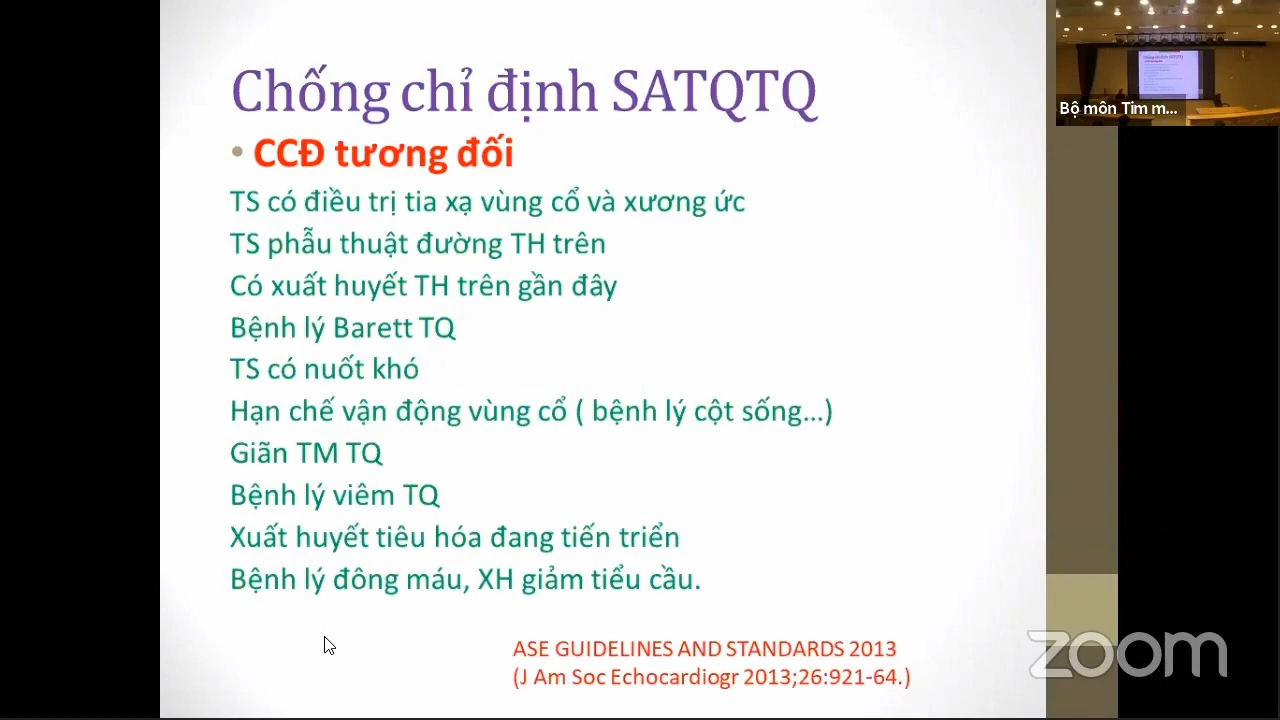 Chống chỉ định SATQTQ
• CCĐ tương đối
TS có điều trị tia xạ vùng cổ và xương ức
TS phẫu thuật đường TH trên
Có xuất huyết TH trên gần đây
Bệnh lý Barett TQ
TS có nuốt khó
Hạn chế vận động vùng cổ ( bệnh lý cột sống...)
Giãn TM TQ
Bệnh lý viêm TQ
Xuất huyết tiêu hóa đang tiến triển
Bệnh lý đông máu, XH giảm tiểu cầu.
ASE GUIDELINES AND STANDARDS 2013
(J Am Soc Echocardiogr 2013;26:921-64.)
Bộ môn Tim m...
zoom